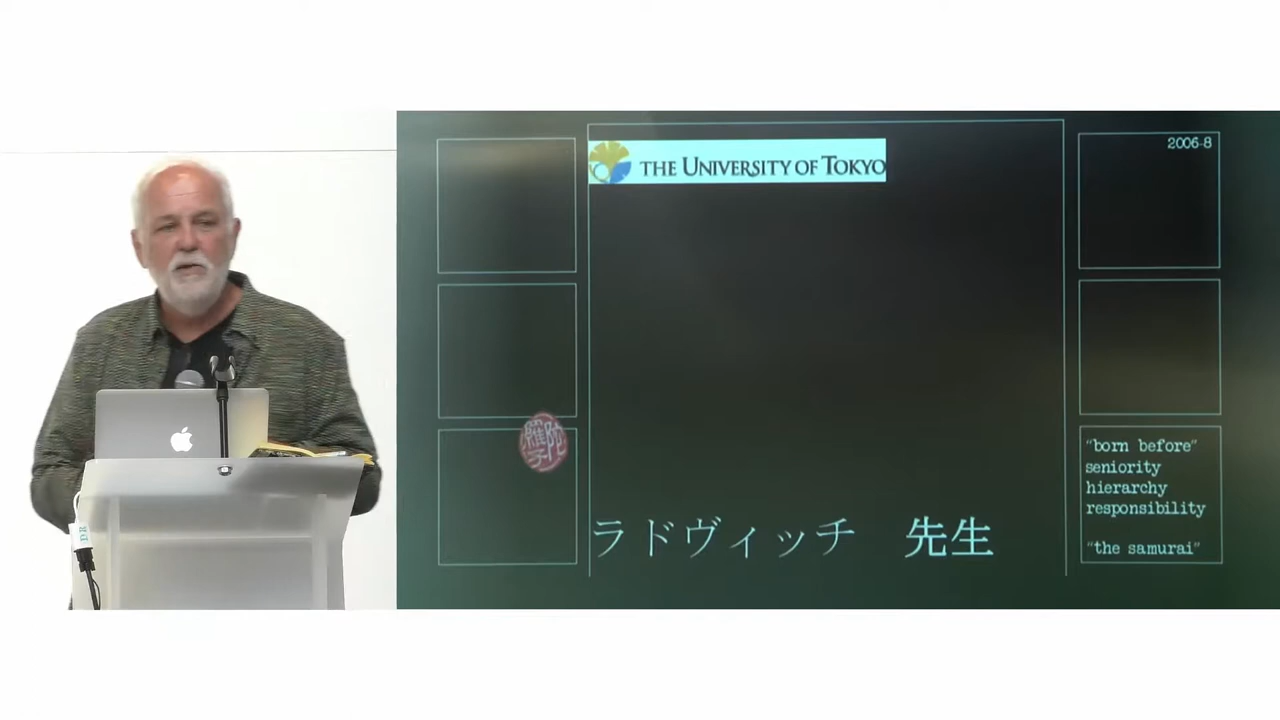 THE UNIVERSITY OF TOKYO
2006-8
"born before"
seniority
hierarchy
responsibility
"the samurai"
ラドヴィッチ 先生